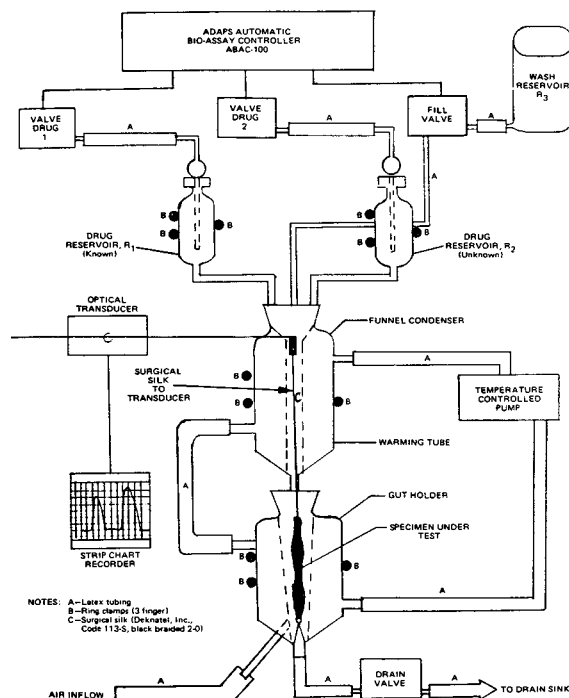 ADAPS AUTOMATIC
BIO-ASSAY CONTROLLER
ABAC-100
WASH
RESERVOIR
R3
VALVE
DRUG
1
A
VALVE
DRUG
2
A
FILL
VALVE
A
A
B
B
B
B
B
B
DRUG
RESERVOIR, R1
(Known)
DRUG
RESERVOIR, R2
(Unknown)
OPTICAL
TRANSDUCER
C
FUNNEL CONDENSER
A
SURGICAL
SILK
TO
TRANSDUCER
B
B
C
B
TEMPERATURE
CONTROLLED
PUMP
WARMING TUBE
A
A
GUT HOLDER
SPECIMEN UNDER
TEST
STRIP CHART
RECORDER
B
B
B
NOTES: A—Latex tubing
B—Ring clamps (3 finger)
C—Surgical silk (Deknatel, Inc.,
Code 113-S, black braided 2-0)
A
A
AIR INFLOW
A
DRAIN
VALVE
A
TO DRAIN SINK